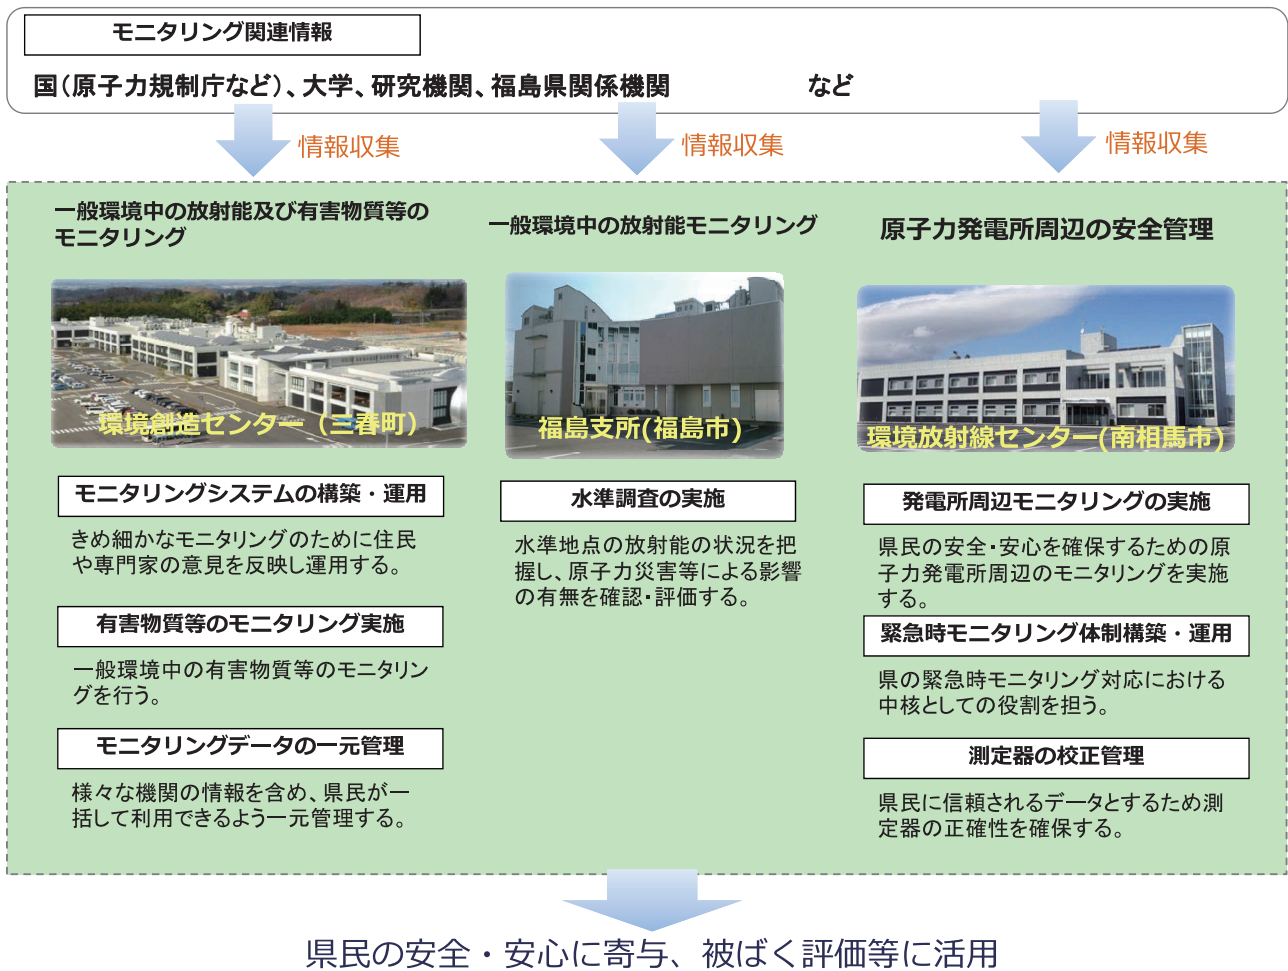 モニタリング関連情報
国(原子力規制庁など)、大学、研究機関、福島県関係機関　　　など
情報収集
情報収集
情報収集
一般環境中の放射能及び有害物質等の
モニタリング
環境創造センター（三春町）
モニタリングシステムの構築・運用
きめ細かなモニタリングのために住民
や専門家の意見を反映し運用する。
有害物質等のモニタリング実施
一般環境中の有害物質等のモニタリン
グを行う。
モニタリングデータの一元管理
様々な機関の情報を含め、県民が一
括して利用できるよう一元管理する。
一般環境中の放射能モニタリング
福島支所(福島市)
水準調査の実施
水準地点の放射能の状況を把
握し、原子力災害等による影響
の有無を確認・評価する。
原子力発電所周辺の安全管理
環境放射線センター(南相馬市)
発電所周辺モニタリングの実施
県民の安全・安心を確保するための原
子力発電所周辺のモニタリングを実施
する。
緊急時モニタリング体制構築・運用
県の緊急時モニタリング対応における
中核としての役割を担う。
測定器の校正管理
県民に信頼されるデータとするため測
定器の正確性を確保する。
県民の安全・安心に寄与、被ばく評価等に活用